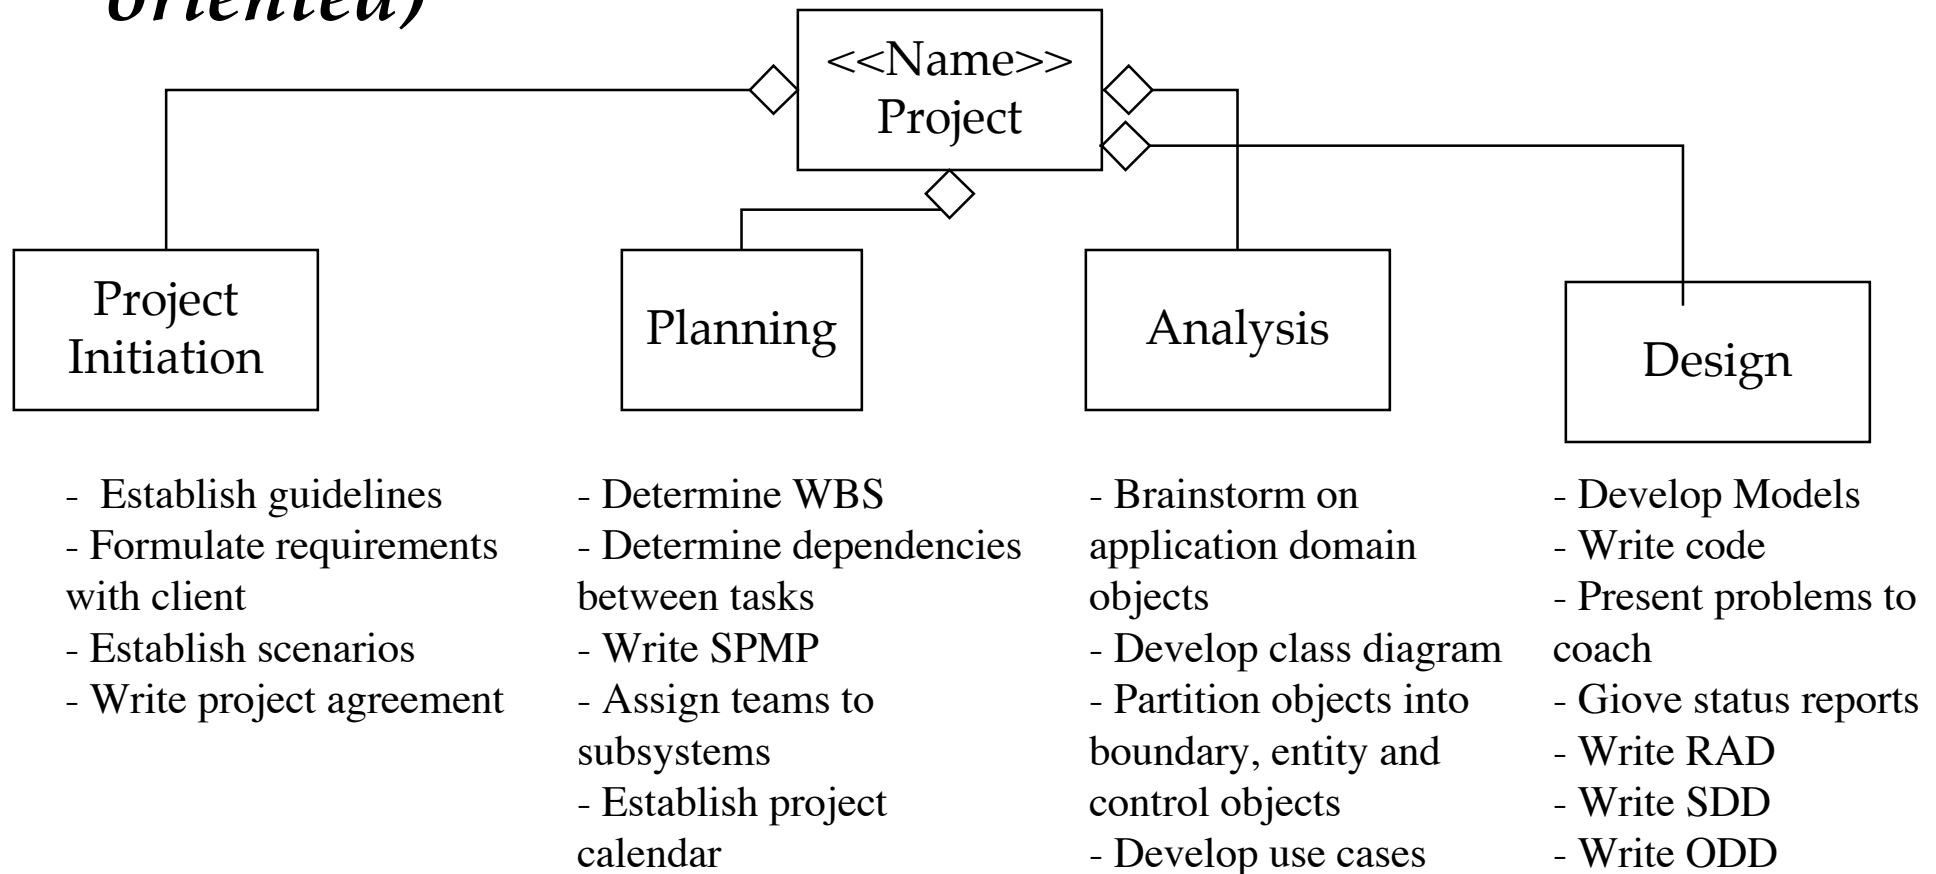 oriented)
<<Name>>
Project
Project
Initiation
Planning
Analysis
Design
- Establish guidelines
- Formulate requirements
with client
- Establish scenarios
- Write project agreement
- Determine WBS
- Determine dependencies
between tasks
- Write SPMP
- Assign teams to
subsystems
- Establish project
calendar
- Brainstorm on
application domain
objects
- Develop class diagram
- Partition objects into
boundary, entity and
control objects
- Develop use cases
- Develop Models
- Write code
- Present problems to
coach
- Giove status reports
- Write RAD
- Write SDD
- Write ODD